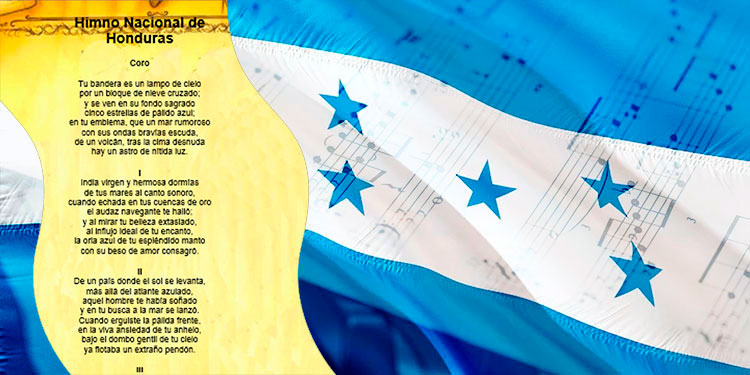 Himno Nacional de
Honduras
Coro
Tu bandera es un lampo de cielo
por un bloque de nieve cruzado;
y se ven en su fondo sagrado
cinco estrellas de pálido azul;
en tu emblema, que un mar rumoroso
con sus ondas bravías escuda,
de un volcán, tras la cima desnuda
hay un astro de nítida luz.
I
India virgen y hermosa dormías
de tus mares al canto sonoro,
cuando echada en tus cuencas de oro
el audaz navegante te halló;
y al mirar tu belleza extasiado,
al influjo ideal de tu encanto,
la orla azul de tu espléndido manto
con su beso de amor consagró.
II
De un país donde el sol se levanta,
más allá del atlante azulado,
aquel hombre te había soñado
y en tu busca a la mar se lanzó.
Cuando erguiste la pálida frente,
en la viva ansiedad de tu anhelo,
bajo el dombo gentil de tu cielo
ya flotaba un extraño pendón.
III